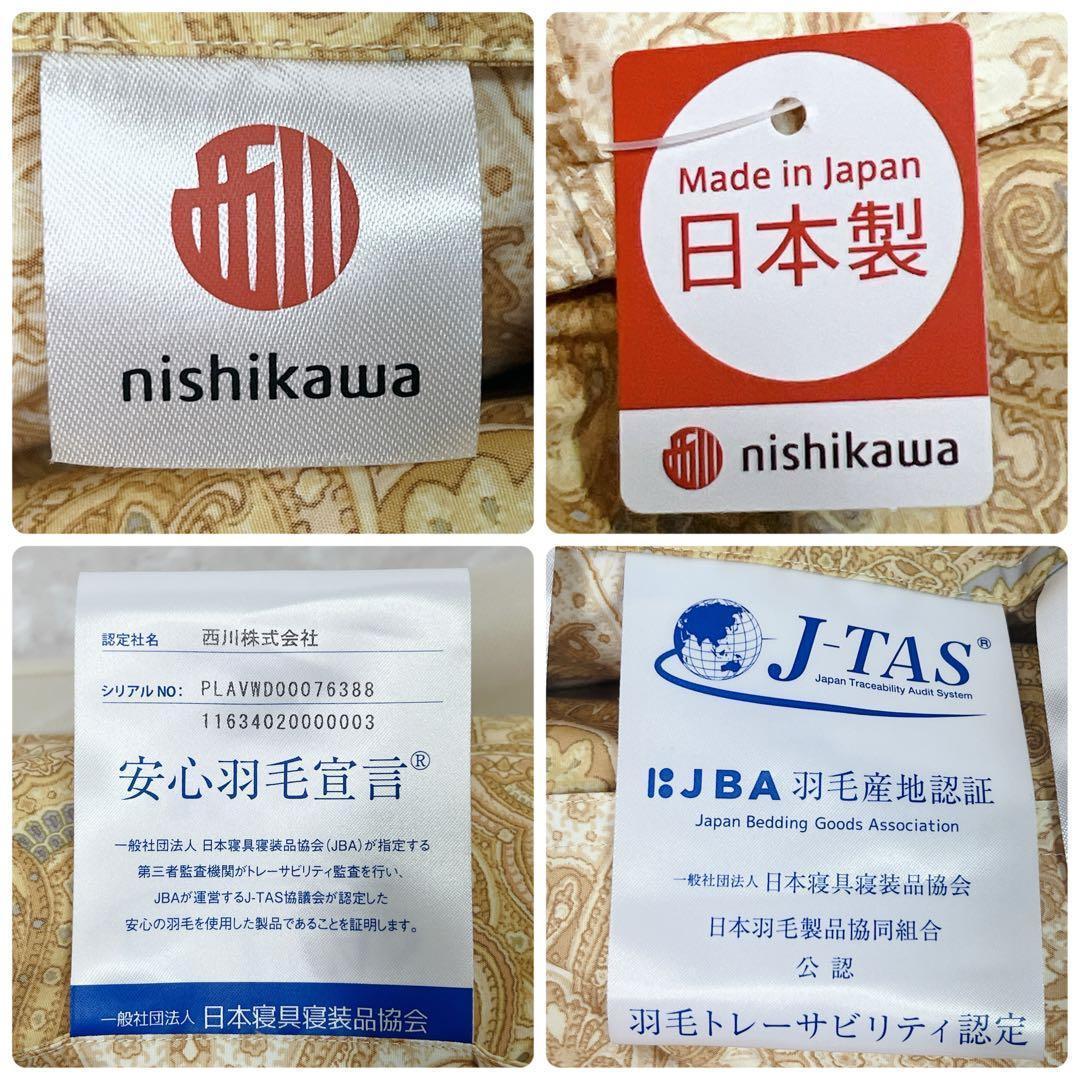 西川
nishikawa
Made in Japan
日本製
西川
nishikawa
認定社名 西川株式会社
シリアルNO: PLAVWD00076388
11634020000003
安心羽毛宣言®
一般社団法人 日本寝具寝装品協会(JBA)が指定する
第三者監査機関がトレーサビリティ監査を行い、
JBAが運営するJ-TAS協議会が認定した
安心の羽毛を使用した製品であることを証明します。
一般社団法人 日本寝具寝装品協会
J-TAS®
Japan Traceability Audit System
JBA 羽毛産地認証
Japan Bedding Goods Association
一般社団法人 日本寝具寝装品協会
日本羽毛製品協同組合
公認
羽毛トレーサビリティ認定